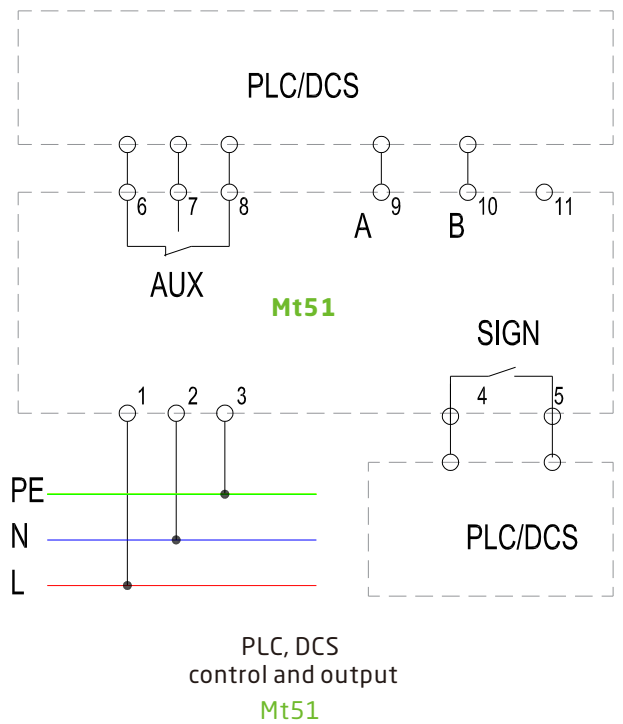 PLC/DCS
6 7 8 9 10 11
A B
AUX
Mt51
SIGN
1 2 3 4 5
PE
N
PLC/DCS
L
PLC, DCS
control and output
Mt51